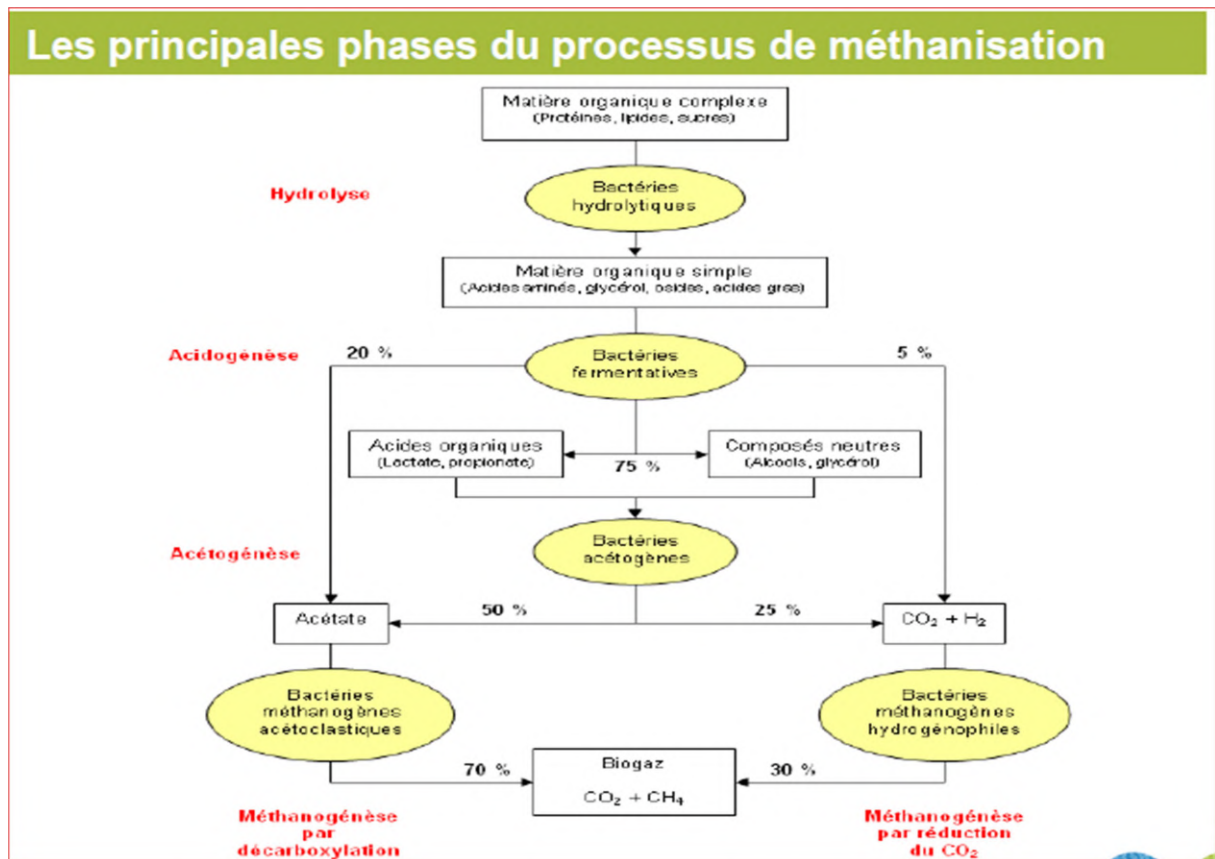 Les principales phases du processus de méthanisation
Matière organique complexe
(Protéines, lipides, sucres)
Hydrolyse
Bactéries
hydrolytiques
Matière organique simple
(Acides aminés, glycérol, osides, acides gras)
Acidogénèse
20 %
Bactéries
fermentatives
5 %
Acides organiques
(Lactate, propionate)
75 %
Composés neutres
(Alcools, glycérol)
Acétogénèse
Bactéries
acétogènes
Acétate
50 %
25 %
CO₂ + H₂
Bactéries
méthanogènes
acétoclastiques
Bactéries
méthanogènes
hydrogénophiles
70 %
Biogaz
CO₂ + CH₄
30 %
Méthanogénèse
par
décarboxylation
Méthanogénèse
par réduction
du CO₂